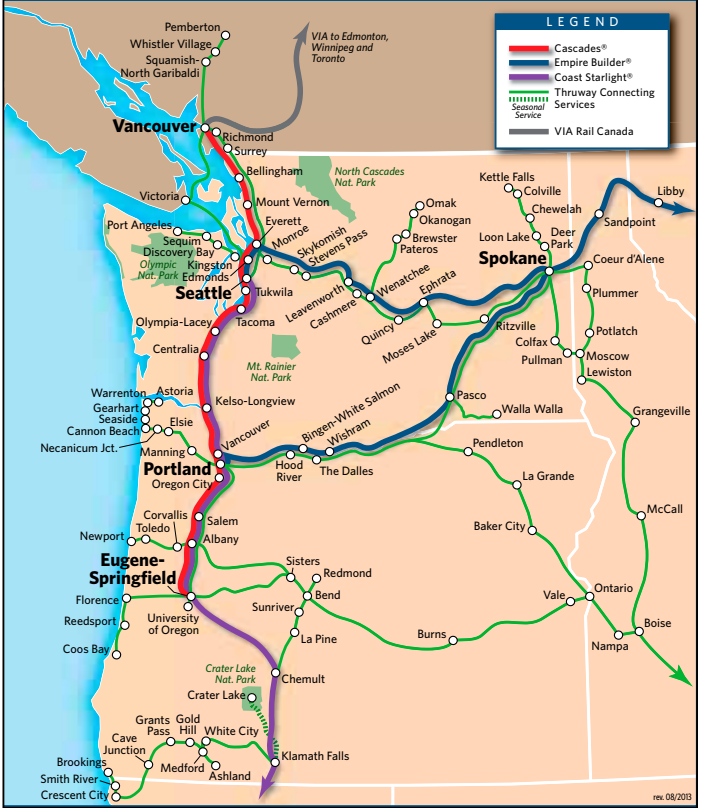 Pemberton
Whistler Village
Squamish-
North Garibaldi
VIA to Edmonton,
Winnipeg and
Toronto
LEGEND
Cascades®
Empire Builder®
Coast Starlight®
Thruway Connecting
Services
Seasonal
Service
VIA Rail Canada
Vancouver
Richmond
Surrey
Bellingham
North Cascades
Nat. Park
Victoria
Mount Vernon
Everett
Monroe
Skykomish
Stevens Pass
Port Angeles
Sequim
Discovery Bay
Olympic
Nat. Park
Kingston
Edmonds
Seattle
Tukwila
Tacoma
Olympia-Lacey
Centralia
Mt. Rainier
Nat. Park
Leavenworth
Cashmere
Wenatchee
Omak
Okanogan
Brewster
Pateros
Quincy
Ephrata
Moses Lake
Ritzville
Kettle Falls
Colville
Chewelah
Loon Lake
Deer
Park
Spokane
Sandpoint
Libby
Coeur d'Alene
Plummer
Potlatch
Colfax
Pullman
Moscow
Lewiston
Grangeville
McCall
Warrenton
Astoria
Gearhart
Seaside
Cannon Beach
Elsie
Necanicum Jct.
Manning
Kelso-Longview
Vancouver
Portland
Oregon City
Bingen-White Salmon
Wishram
Hood
River
The Dalles
Pasco
Walla Walla
Pendleton
La Grande
Baker City
Corvallis
Toledo
Newport
Salem
Albany
Eugene-
Springfield
University
of Oregon
Florence
Reedsport
Coos Bay
Sisters
Redmond
Bend
Sunriver
La Pine
Burns
Vale
Ontario
Nampa
Boise
Crater Lake
Nat. Park
Crater Lake
Chemult
Klamath Falls
Grants
Pass
Gold
Hill
White City
Cave
Junction
Medford
Ashland
Brookings
Smith River
Crescent City
rev. 08/2013